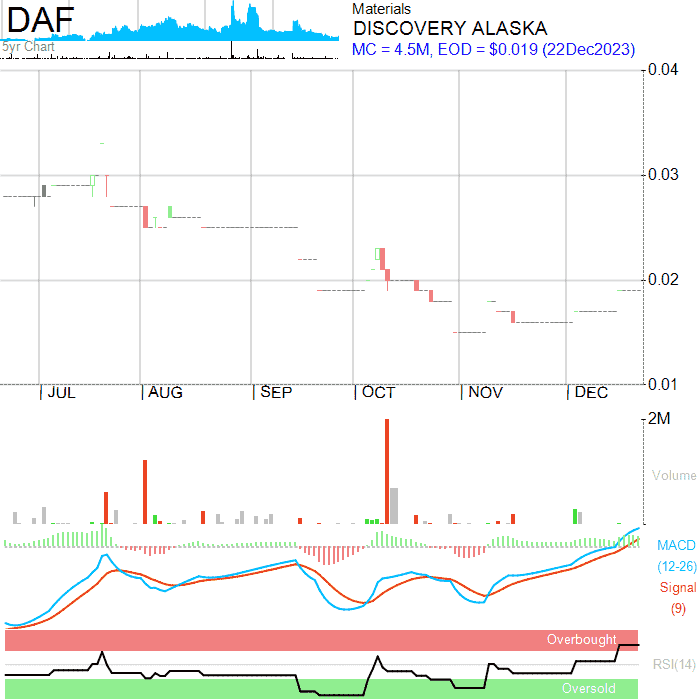 DAF
Materials
DISCOVERY ALASKA
MC = 4.5M, EOD = $0.019 (22Dec2023)
5yr Chart
0.04
0.03
0.02
0.01
JUL AUG SEP OCT NOV DEC
2M
Volume
MACD
(12-26)
Signal
(9)
Overbought
RSI(14)
Oversold